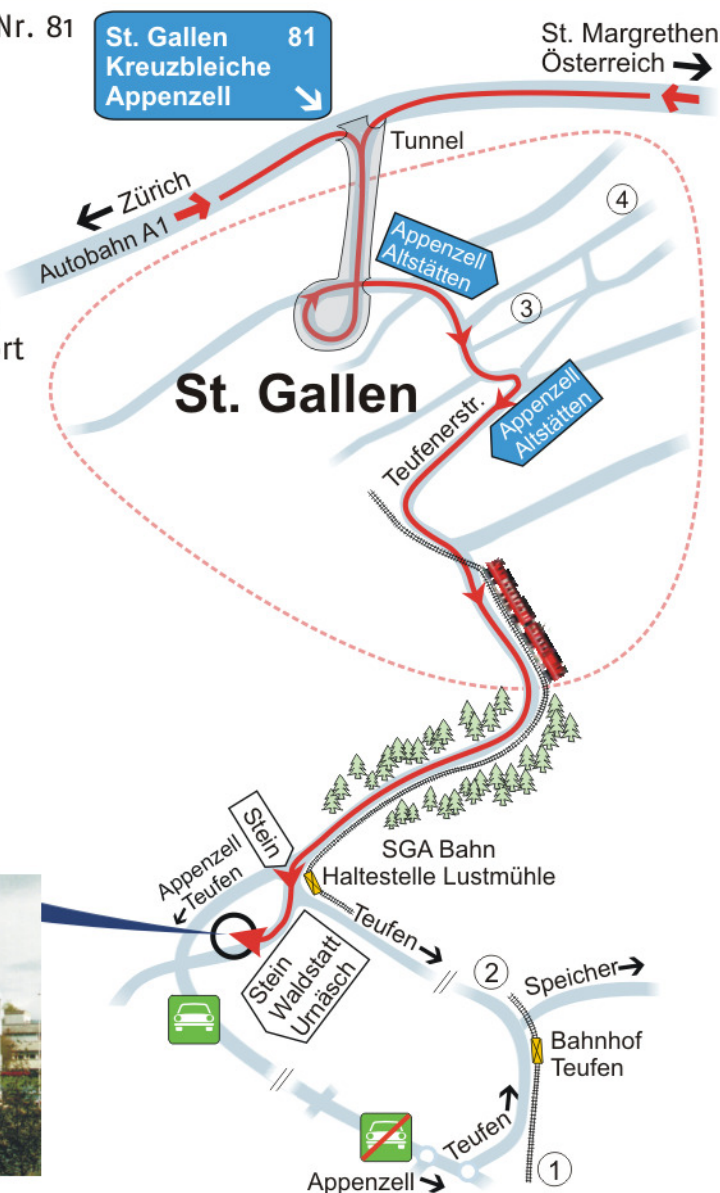 Nr. 81
St. Gallen 81
Kreuzbleiche
Appenzell
St. Margrethen
Österreich
Tunnel
Zürich
Autobahn A1
4
Appenzell
Altstätten
3
rt
St. Gallen
Appenzell
Altstätten
Teufenerstr.
Stein
SGA Bahn
Haltestelle Lustmühle
Appenzell
Teufen
Teufen
Stein
Waldstatt
Urnäsch
2
Speicher
Bahnhof
Teufen
Teufen
1
Appenzell